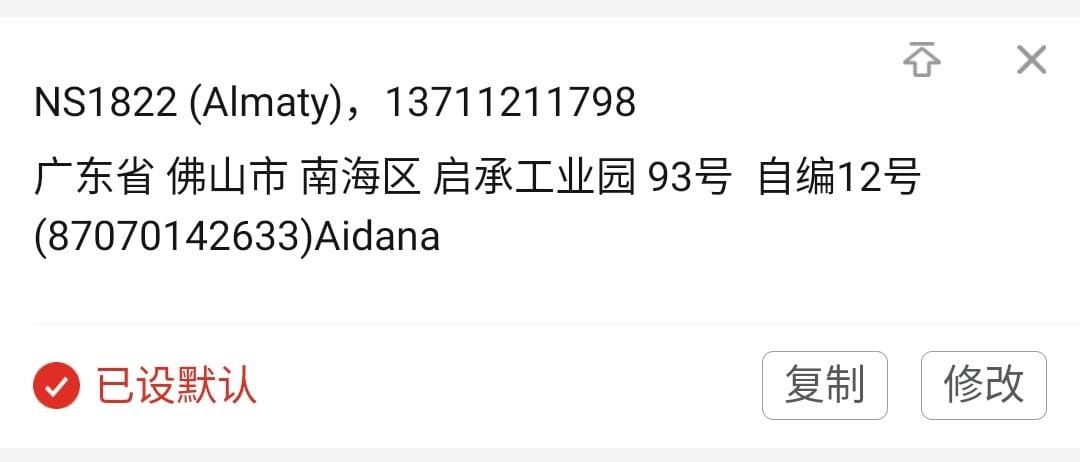 NS1822 (Almaty)，13711211798
广东省 佛山市 南海区 启承工业园 93号  自编12号
(87070142633)Aidana
已设默认
复制
修改